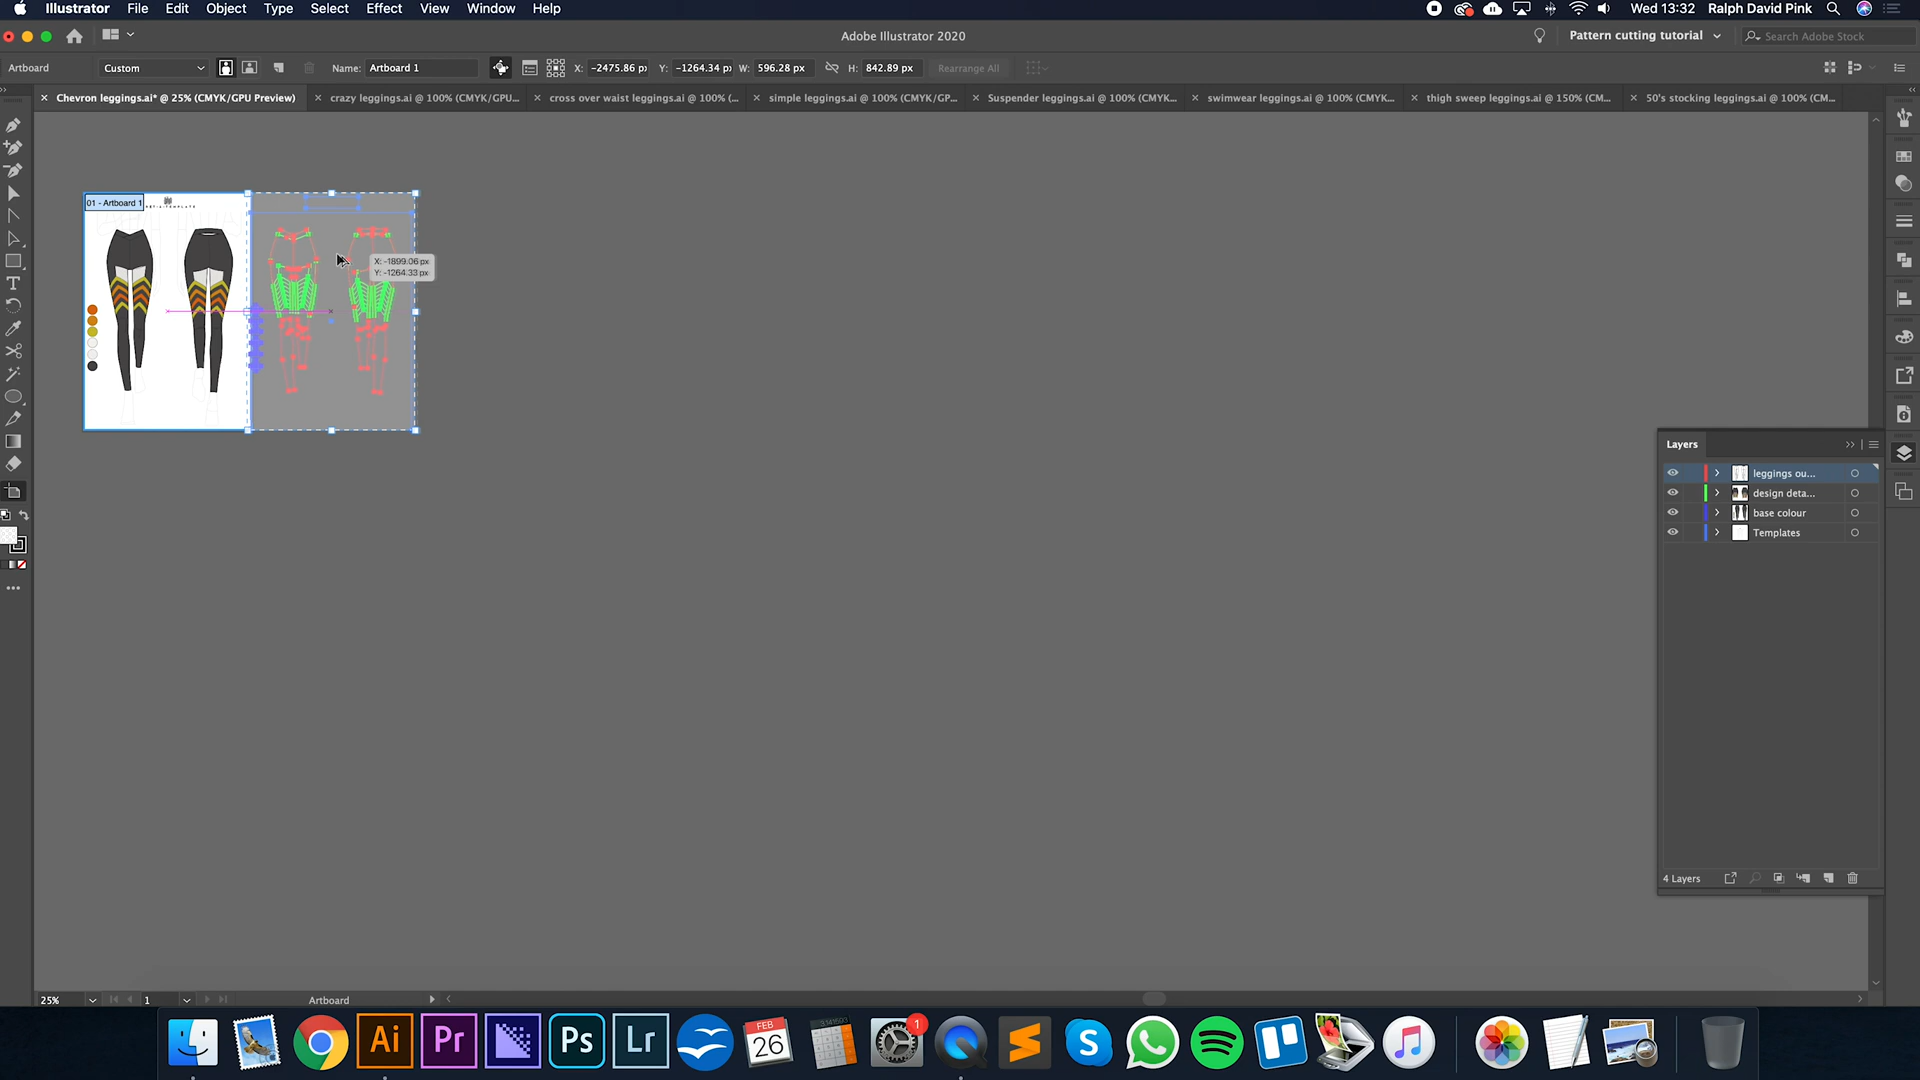 Illustrator File Edit Object Type Select Effect View Window Help
Wed 13:32 Ralph David Pink
Adobe Illustrator 2020
Pattern cutting tutorial
Search Adobe Stock
Artboard Custom Name: Artboard 1 X: -2475.86 px Y: -1264.34 px W: 596.28 px H: 842.89 px Rearrange All
Chevron leggings.ai* @ 25% (CMYK/GPU Preview)
crazy leggings.ai @ 100% (CMYK/GPU...
cross over waist leggings.ai @ 100% (...
simple leggings.ai @ 100% (CMYK/GP...
Suspender leggings.ai @ 100% (CMYK...
swimwear leggings.ai @ 100% (CMYK...
thigh sweep leggings.ai @ 150% (CM...
50's stocking leggings.ai @ 100% (CM...
01 - Artboard 1
X: -1899.06 px
Y: -1264.33 px
Layers
leggings ou...
design deta...
base colour
Templates
4 Layers
25% 1 Artboard
Ai Pr Ps Lr
FEB
26
1